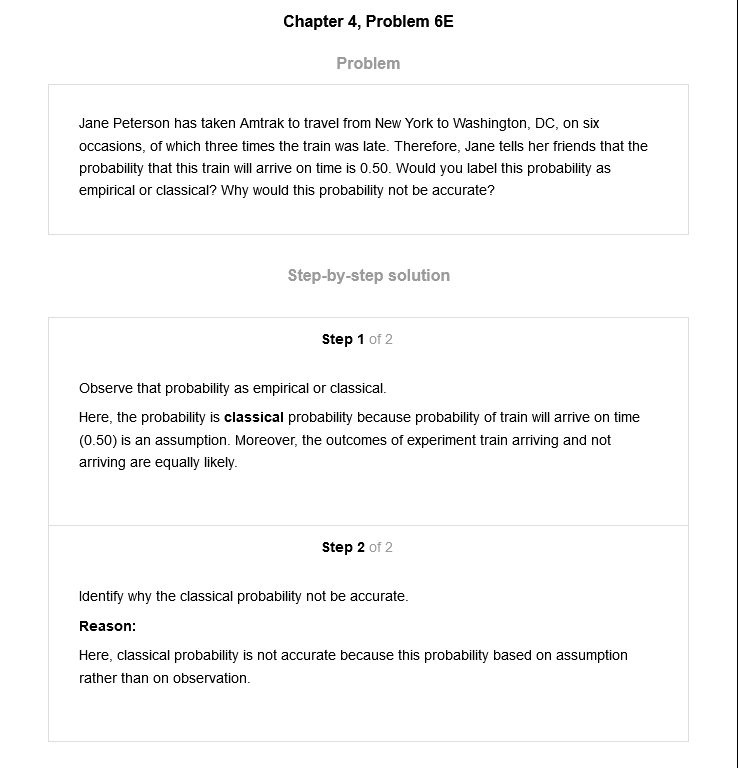 Chapter 4, Problem 6E
Problem
Jane Peterson has taken Amtrak to travel from New York to Washington, DC, on six
occasions, of which three times the train was late. Therefore, Jane tells her friends that the
probability that this train will arrive on time is 0.50. Would you label this probability as
empirical or classical? Why would this probability not be accurate?
Step-by-step solution
Step 1 of 2
Observe that probability as empirical or classical.
Here, the probability is classical probability because probability of train will arrive on time
(0.50) is an assumption. Moreover, the outcomes of experiment train arriving and not
arriving are equally likely.
Step 2 of 2
Identify why the classical probability not be accurate.
Reason:
Here, classical probability is not accurate because this probability based on assumption
rather than on observation.